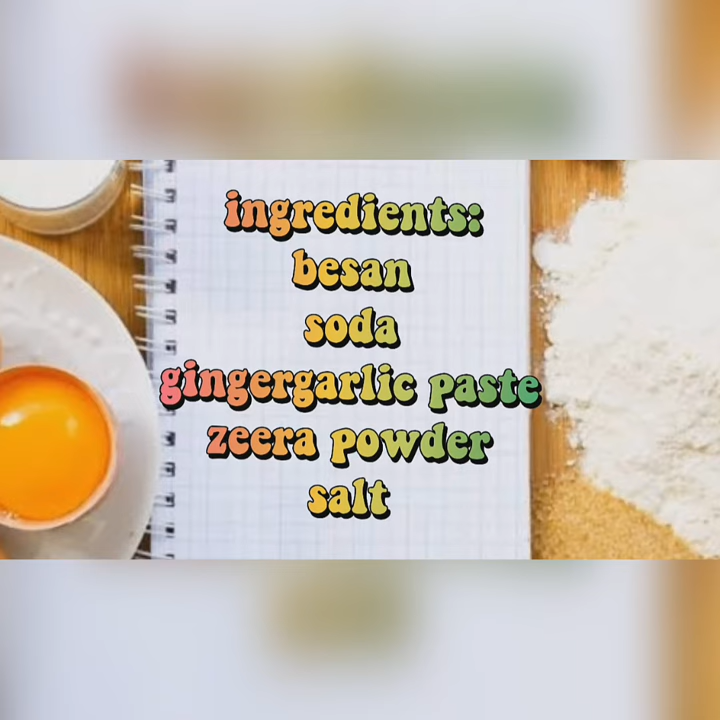 ingredients:
besan
soda
gingergarlic paste
zeera powder
salt